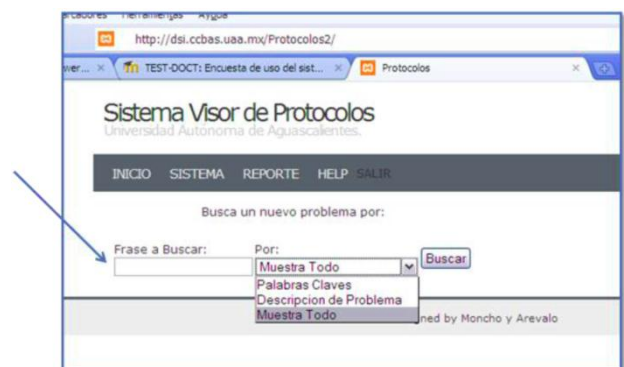 Ayuda
http://dsi.ccbas.uaa.mx/Protocolos2/
TEST-DOCT: Encuesta de uso del sist... × Protocolos ×
Sistema Visor de Protocolos
Universidad Autónoma de Aguascalientes.
INICIO SISTEMA REPORTE HELP SALIR
Busca un nuevo problema por:
Frase a Buscar: Por:
Muestra Todo Buscar
Palabras Claves
Descripcion de Problema
Muestra Todo
by Moncho y Arevalo